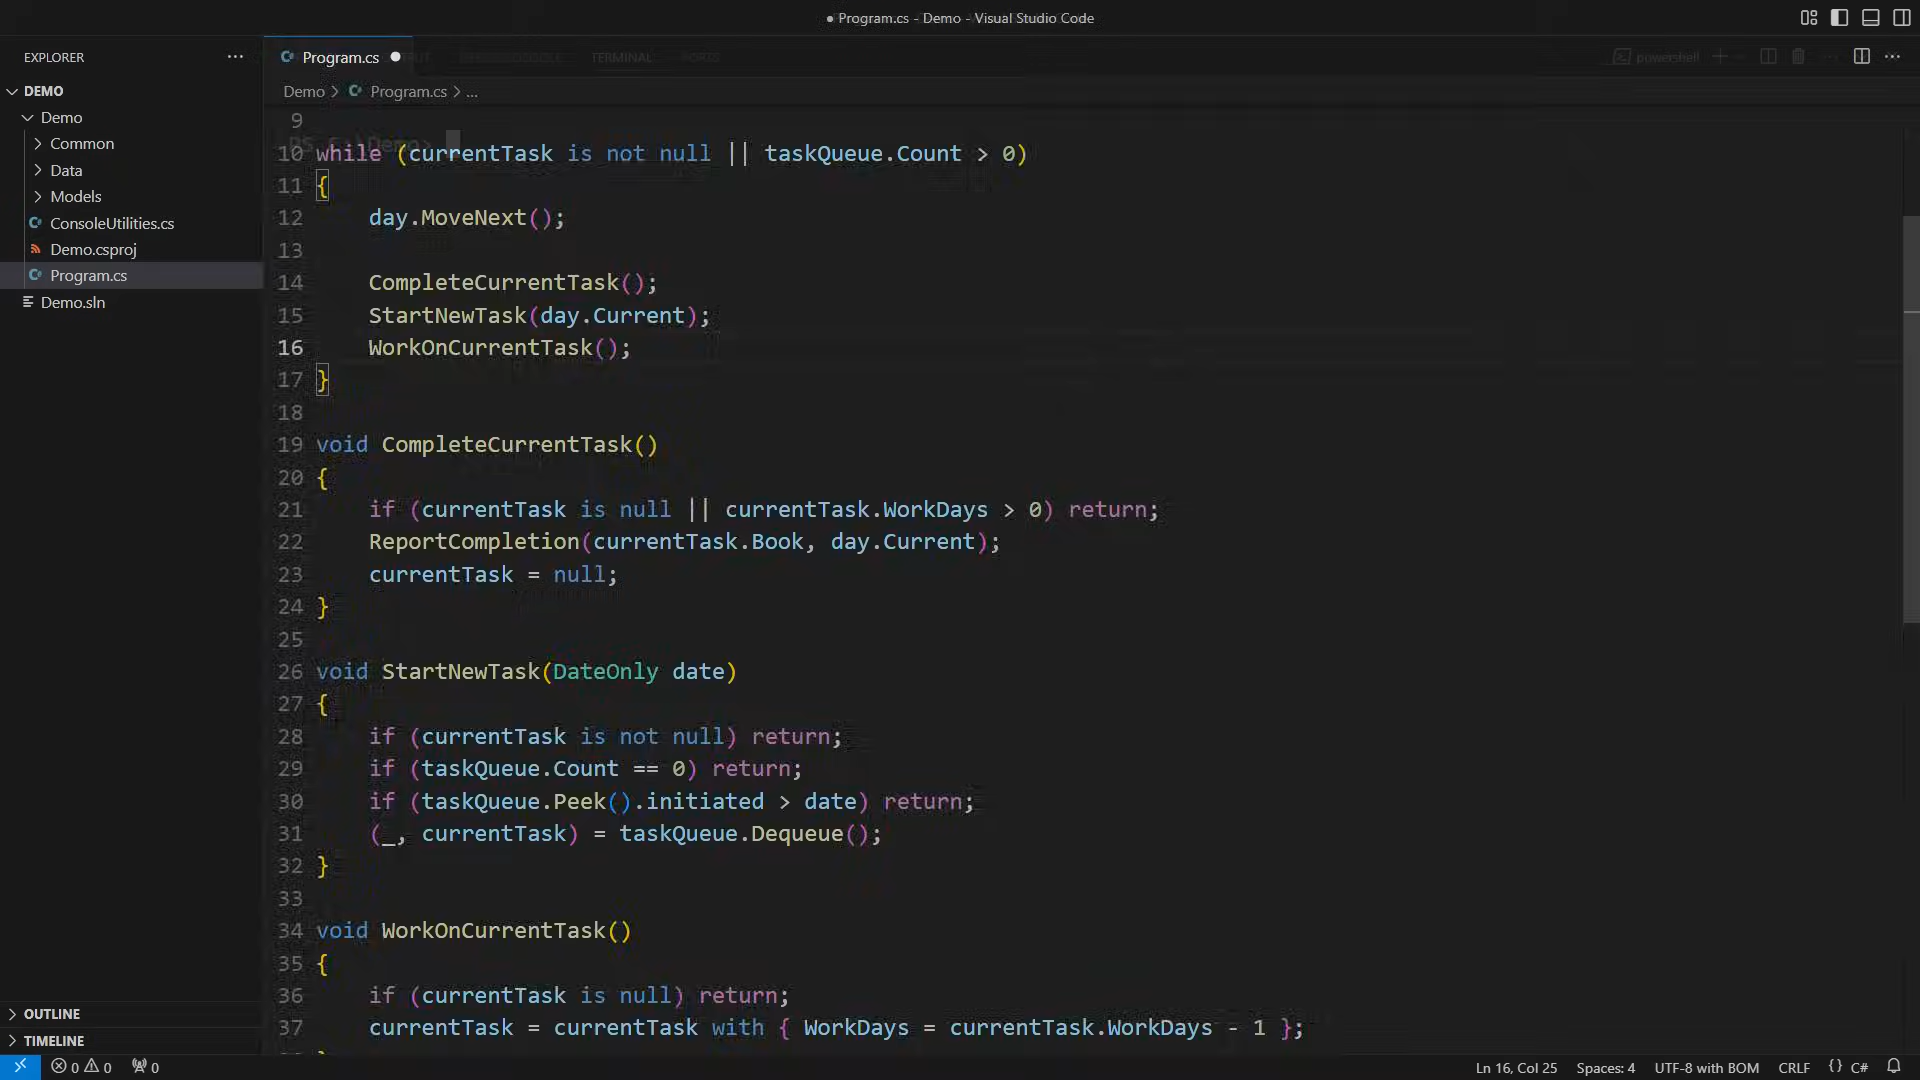 ● Program.cs - Demo - Visual Studio Code
EXPLORER
DEMO
Demo
Common
Data
Models
ConsoleUtilities.cs
Demo.csproj
Program.cs
Demo.sln
OUTLINE
TIMELINE
Program.cs
TERMINAL
PORTS
powershell
Demo > Program.cs > ...
9
10 while (currentTask is not null || taskQueue.Count > 0)
11 {
12     day.MoveNext();
13
14     CompleteCurrentTask();
15     StartNewTask(day.Current);
16     WorkOnCurrentTask();
17 }
18
19 void CompleteCurrentTask()
20 {
21     if (currentTask is null || currentTask.WorkDays > 0) return;
22     ReportCompletion(currentTask.Book, day.Current);
23     currentTask = null;
24 }
25
26 void StartNewTask(DateOnly date)
27 {
28     if (currentTask is not null) return;
29     if (taskQueue.Count == 0) return;
30     if (taskQueue.Peek().initiated > date) return;
31     (_, currentTask) = taskQueue.Dequeue();
32 }
33
34 void WorkOnCurrentTask()
35 {
36     if (currentTask is null) return;
37     currentTask = currentTask with { WorkDays = currentTask.WorkDays - 1 };
0 0 0
Ln 16, Col 25 Spaces: 4 UTF-8 with BOM CRLF {} C#